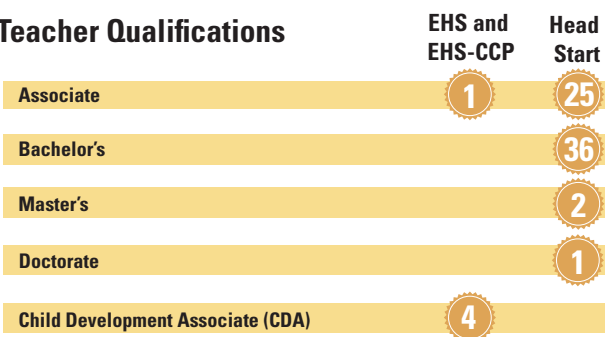 Teacher Qualifications
EHS and
EHS-CCP
Head
Start
Associate 1 25
Bachelor's 36
Master's 2
Doctorate 1
Child Development Associate (CDA) 4